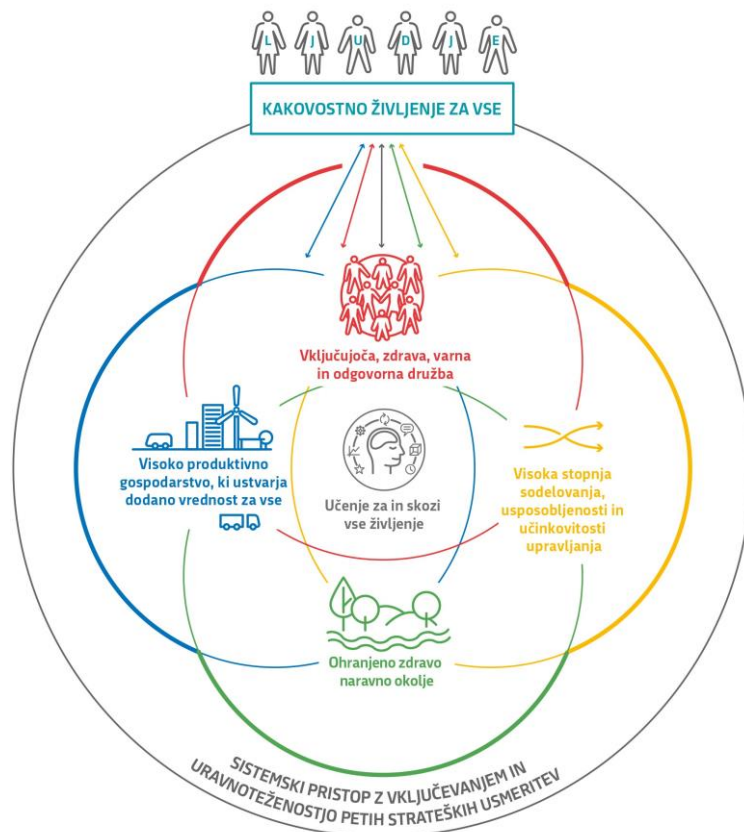 L J U D J E
KAKOVOSTNO ŽIVLJENJE ZA VSE
Vključujoča, zdrava, varna
in odgovorna družba
Visoko produktivno
gospodarstvo, ki ustvarja
dodano vrednost za vse
Učenje za in skozi
vse življenje
Visoka stopnja
sodelovanja,
usposobljenosti in
učinkovitosti
upravljanja
Ohranjeno zdravo
naravno okolje
SISTEMSKI PRISTOP Z VKLJUČEVANJEM IN
URAVNOTEŽENOSTJO PETIH STRATEŠKIH USMERITEV